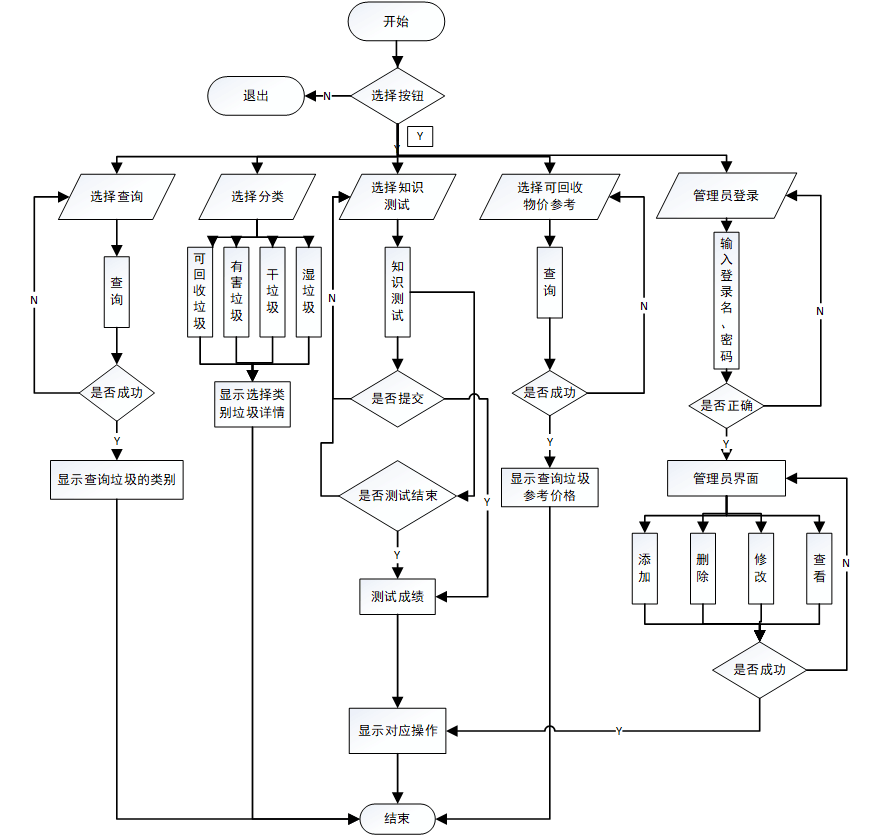 开始
退出
N
选择按钮
Y
Y
选择查询
选择分类
选择知识
测试
选择可回收
物价参考
管理员登录
查
询
可
回
收
垃
圾
有
害
垃
圾
干
垃
圾
湿
垃
圾
知
识
测
试
查
询
输
入
登
录
名
、
密
码
N
N
N
N
是否成功
显示选择类
别垃圾详情
是否提交
是否成功
是否正确
Y
Y
Y
显示查询垃圾的类别
是否测试结束
Y
显示查询垃圾
参考价格
管理员界面
Y
添
加
删
除
修
改
查
看
N
测试成绩
是否成功
显示对应操作
Y
结束